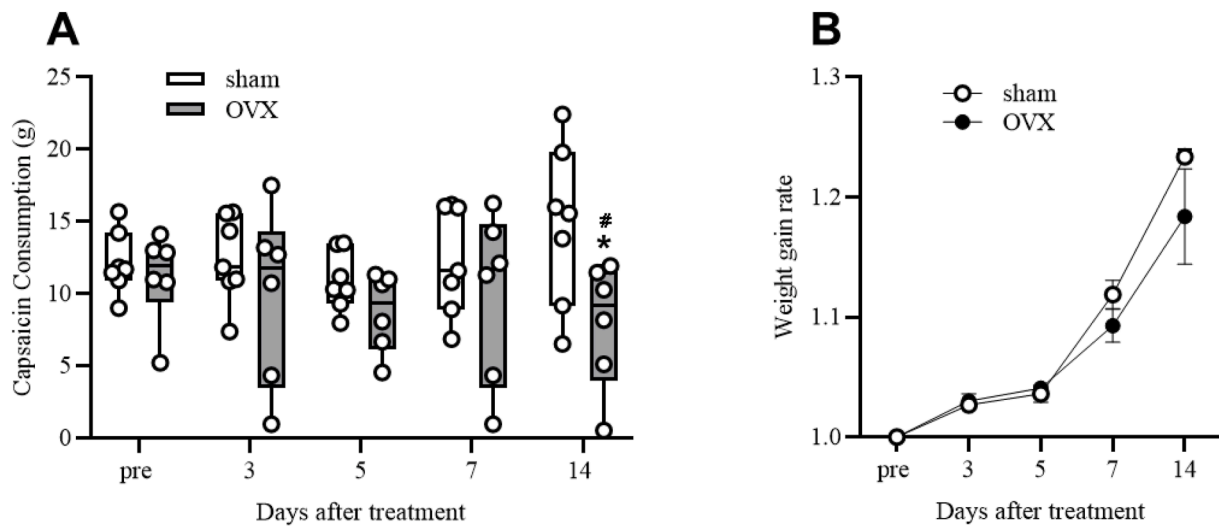 A
sham
OVX
Capsaicin Consumption (g)
25
20
15
10
5
0
#
*
pre
3
5
7
14
Days after treatment
B
sham
OVX
Weight gain rate
1.3
1.2
1.1
1.0
pre
3
5
7
14
Days after treatment